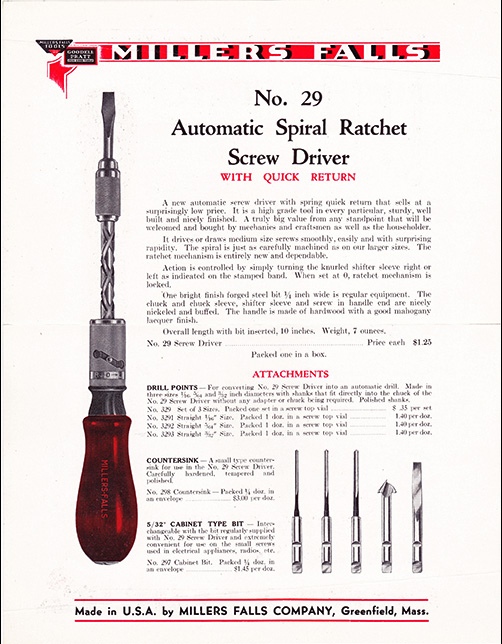 MILLERS FALLS
TOOLS
GOODELL
PRATT
MILLERS FALLS
No. 29
Automatic Spiral Ratchet
Screw Driver
WITH QUICK RETURN
A new automatic screw driver with spring quick return that sells at a
surprisingly low price. It is a high grade tool in every particular, sturdy, well
built and nicely finished. A truly big value from any standpoint that will be
welcomed and bought by mechanics and craftsmen as well as the householder.
It drives or draws medium size screws smoothly, easily and with surprising
rapidity. The spiral is just as carefully machined as on our larger sizes. The
ratchet mechanism is entirely new and dependable.
Action is controlled by simply turning the knurled shifter sleeve right or
left as indicated on the stamped band. When set at 0, ratchet mechanism is
locked.
One bright finish forged steel bit ¼ inch wide is regular equipment. The
chuck and chuck sleeve, shifter sleeve and screw in handle end are nicely
nickeled and buffed. The handle is made of hardwood with a good mahogany
lacquer finish.
Overall length with bit inserted, 10 inches. Weight, 7 ounces.
No. 29 Screw Driver ........ Price each $1.25
Packed one in a box.
ATTACHMENTS
DRILL POINTS — For converting No. 29 Screw Driver into an automatic drill. Made in
three sizes 1/16, 5/64 and 3/32 inch diameters with shanks that fit directly into the chuck of the
No. 29 Screw Driver without any adapter or chuck being required. Polished shanks.
No. 329 Set of 3 Sizes. Packed one set in a screw top vial ........ $ .35 per set
No. 3291 Straight 1/16" Size. Packed 1 doz. in a screw top vial ........ 1.40 per doz.
No. 3292 Straight 5/64" Size. Packed 1 doz. in a screw top vial ........ 1.40 per doz.
No. 3293 Straight 3/32" Size. Packed 1 doz. in a screw top vial ........ 1.40 per doz.
COUNTERSINK — A small type counter-
sink for use in the No. 29 Screw Driver.
Carefully hardened, tempered and
polished.
No. 298 Countersink — Packed ¼ doz. in
an envelope ........ $3.00 per doz.
5/32" CABINET TYPE BIT — Inter-
changeable with the bit regularly supplied
with No. 29 Screw Driver and extremely
convenient for use on the small screws
used in electrical appliances, radios, etc.
No. 297 Cabinet Bit. Packed ¼ doz. in
an envelope ........ $1.45 per doz.
MILLERS-FALLS
Made in U.S.A. by MILLERS FALLS COMPANY, Greenfield, Mass.